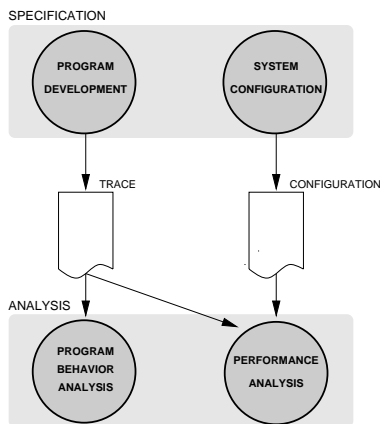 SPECIFICATION
PROGRAM
DEVELOPMENT
SYSTEM
CONFIGURATION
TRACE
CONFIGURATION
ANALYSIS
PROGRAM
BEHAVIOR
ANALYSIS
PERFORMANCE
ANALYSIS